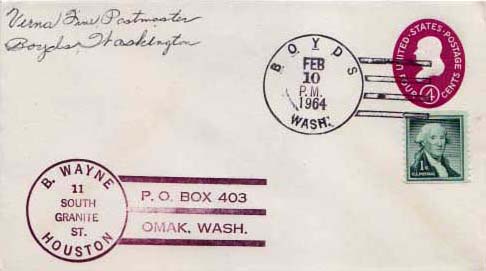 Verna Fine Postmaster
Boyds Washington
BOYDS
FEB
10
P.M.
1964
WASH.
UNITED·STATES·POSTAGE
FOUR 4 CENTS
1¢
U.S. POSTAGE
B. WAYNE
11
SOUTH
GRANITE
ST.
HOUSTON
P. O. BOX 403
OMAK, WASH.